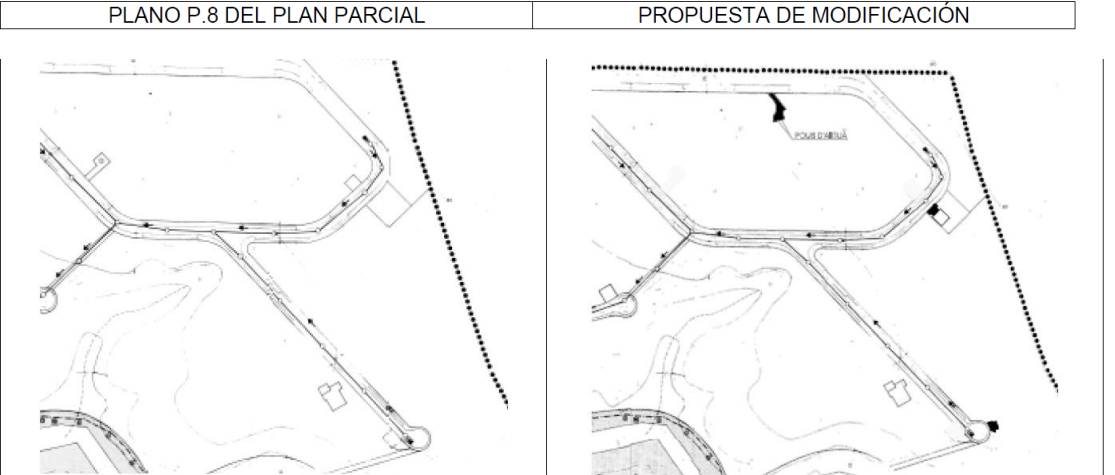 PLANO P.8 DEL PLAN PARCIAL
PROPUESTA DE MODIFICACIÓN
POUS D'AIGUA